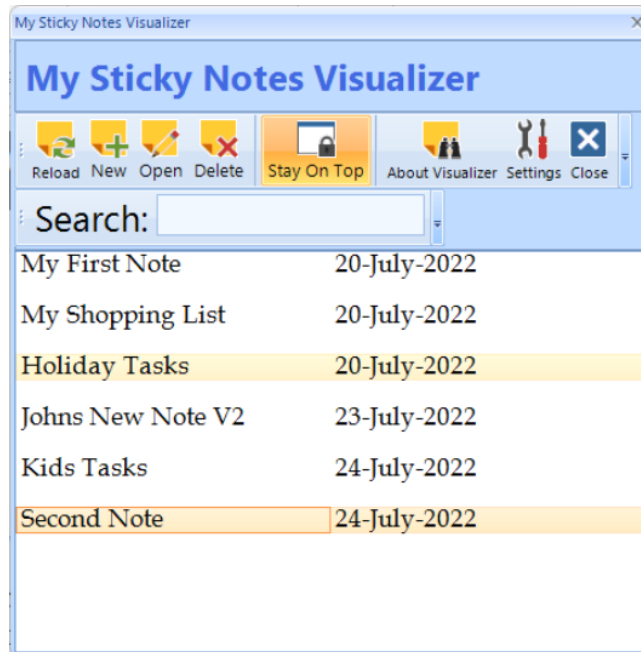 My Sticky Notes Visualizer
My Sticky Notes Visualizer
Reload New Open Delete Stay On Top About Visualizer Settings Close
Search:
My First Note 20-July-2022
My Shopping List 20-July-2022
Holiday Tasks 20-July-2022
Johns New Note V2 23-July-2022
Kids Tasks 24-July-2022
Second Note 24-July-2022